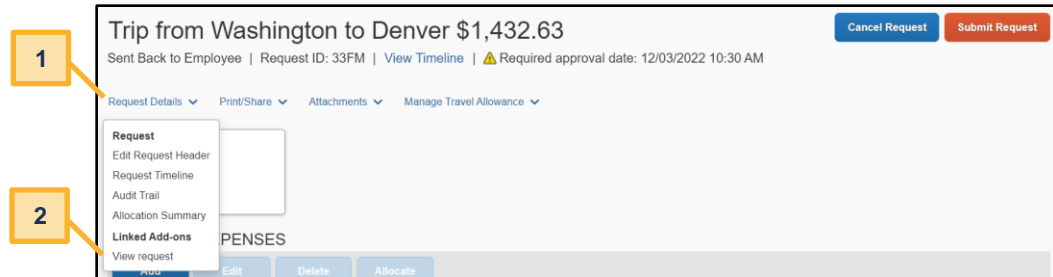 Trip from Washington to Denver $1,432.63
Cancel Request
Submit Request
Sent Back to Employee | Request ID: 33FM | View Timeline | Required approval date: 12/03/2022 10:30 AM
1
Request Details Print/Share Attachments Manage Travel Allowance
Request
Edit Request Header
Request Timeline
Audit Trail
Allocation Summary
2
Linked Add-ons
PENSES
View request
Add Edit Delete Allocate